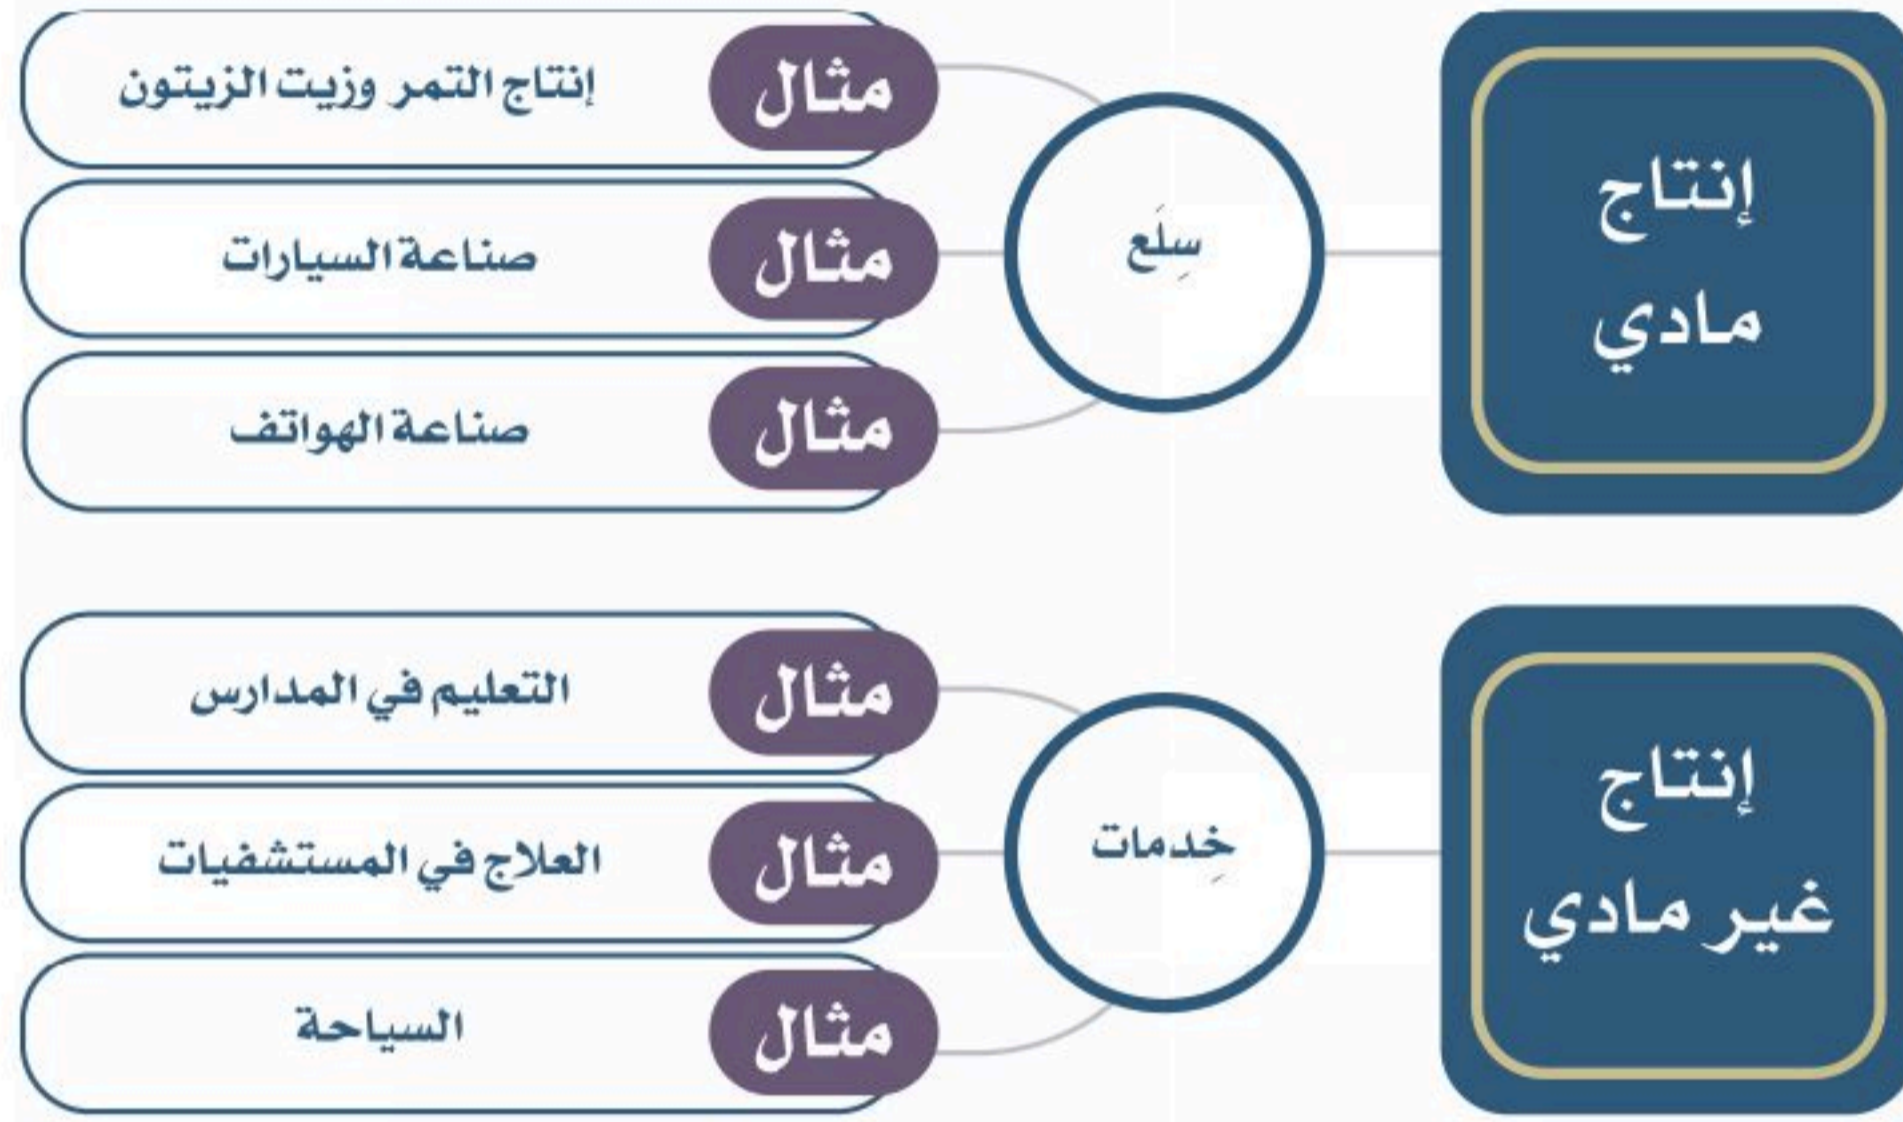 إنتاج
مادي
سِلَع
مثال
إنتاج التمر وزيت الزيتون
مثال
صناعة السيارات
مثال
صناعة الهواتف
إنتاج
غير مادي
خِدمات
مثال
التعليم في المدارس
مثال
العلاج في المستشفيات
مثال
السياحة